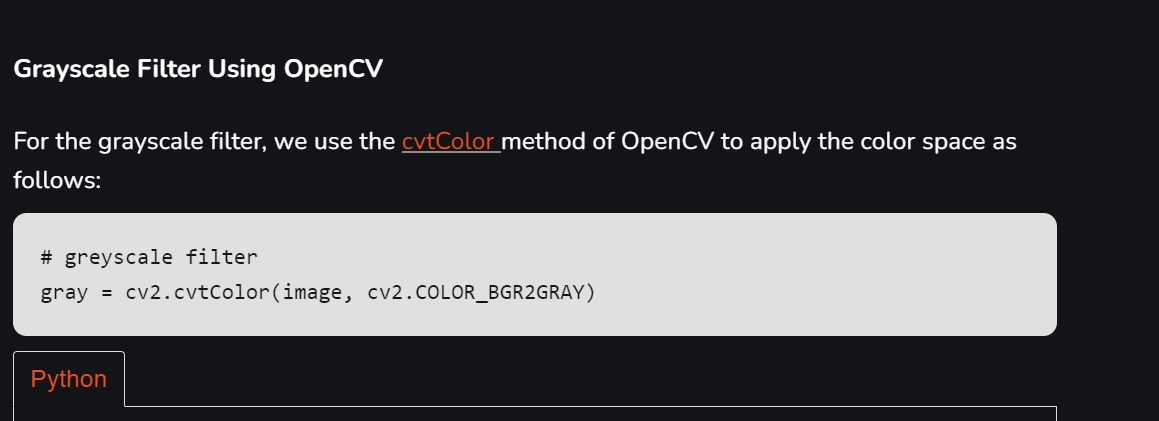 Grayscale Filter Using OpenCV
For the grayscale filter, we use the cvtColor method of OpenCV to apply the color space as
follows:
# greyscale filter
gray = cv2.cvtColor(image, cv2.COLOR_BGR2GRAY)
Python